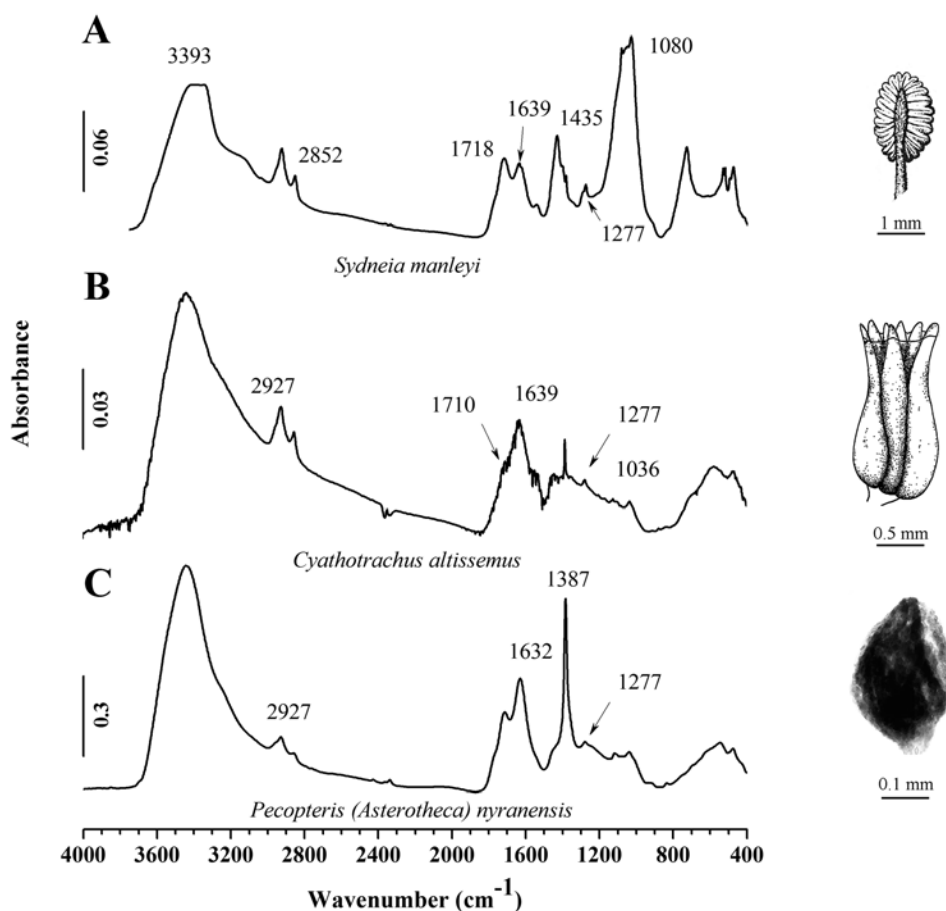 A
3393
2852
1718
1639
1435
1277
1080
0.06
Sydneia manleyi
1 mm
B
2927
1710
1639
1277
1036
0.03
Cyathotrachus altissemus
0.5 mm
Absorbance
C
2927
1632
1387
1277
0.3
Pecopteris (Asterotheca) nyranensis
0.1 mm
4000 3600 2800 2000 1600 1200 800 400
Wavenumber (cm-1)